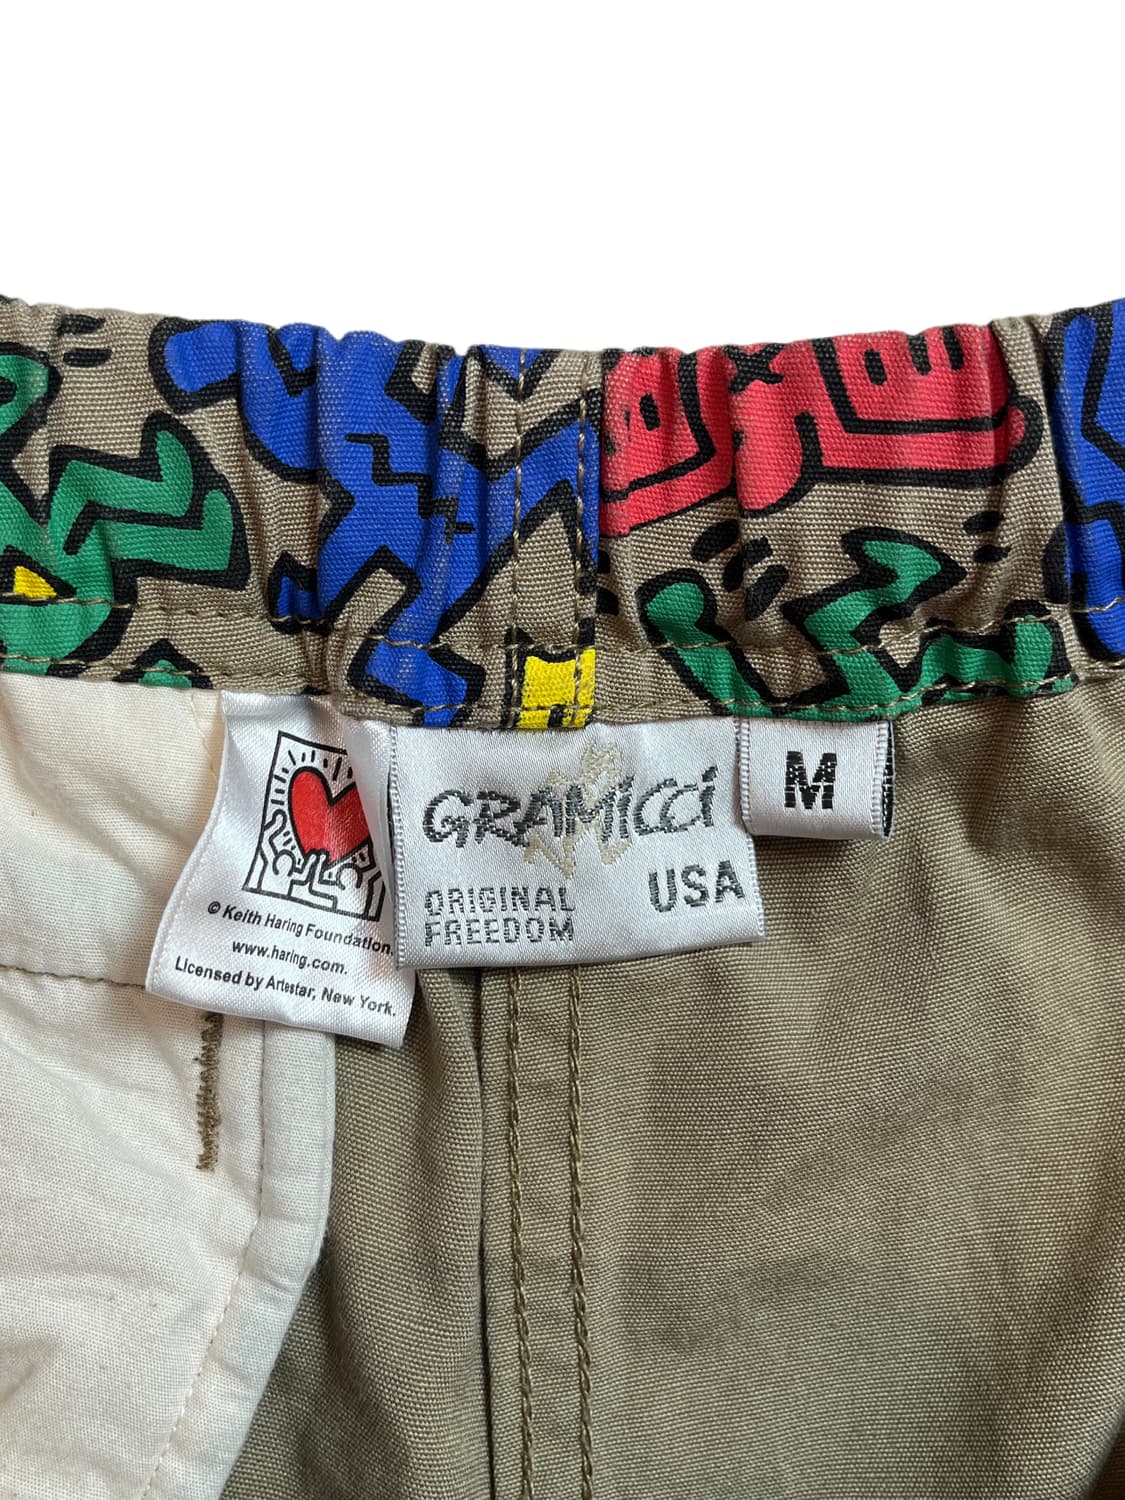 © Keith Haring Foundation.
www.haring.com.
Licensed by Artestar, New York.
GRAMICCi
ORIGINAL
FREEDOM
USA
M